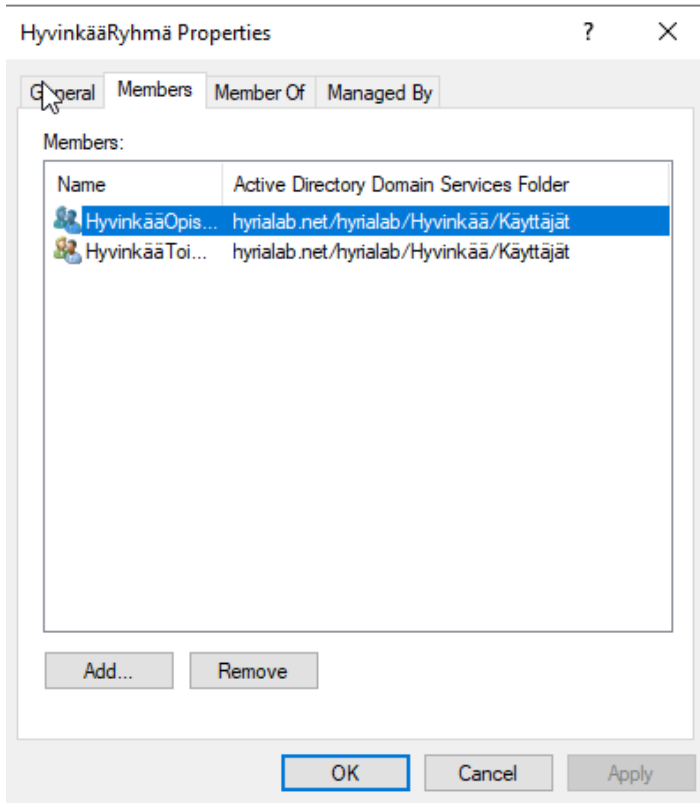 HyvinkääRyhmä Properties ? ✕
General Members Member Of Managed By
Members:
Name Active Directory Domain Services Folder
HyvinkääOpis... hyrialab.net/hyrialab/Hyvinkää/Käyttäjät
HyvinkääToi... hyrialab.net/hyrialab/Hyvinkää/Käyttäjät
Add... Remove
OK Cancel Apply